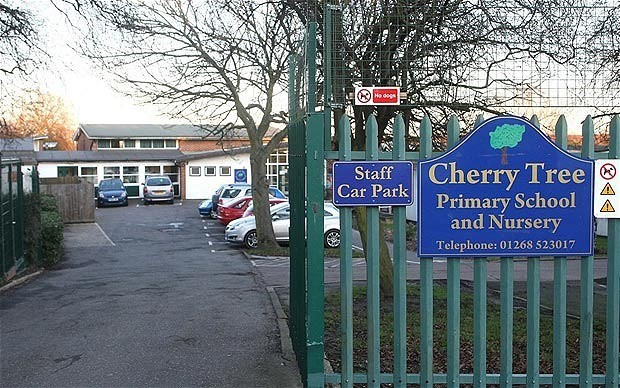 No dogs
Staff
Car Park
Cherry Tree
Primary School
and Nursery
Telephone: 01268 523017